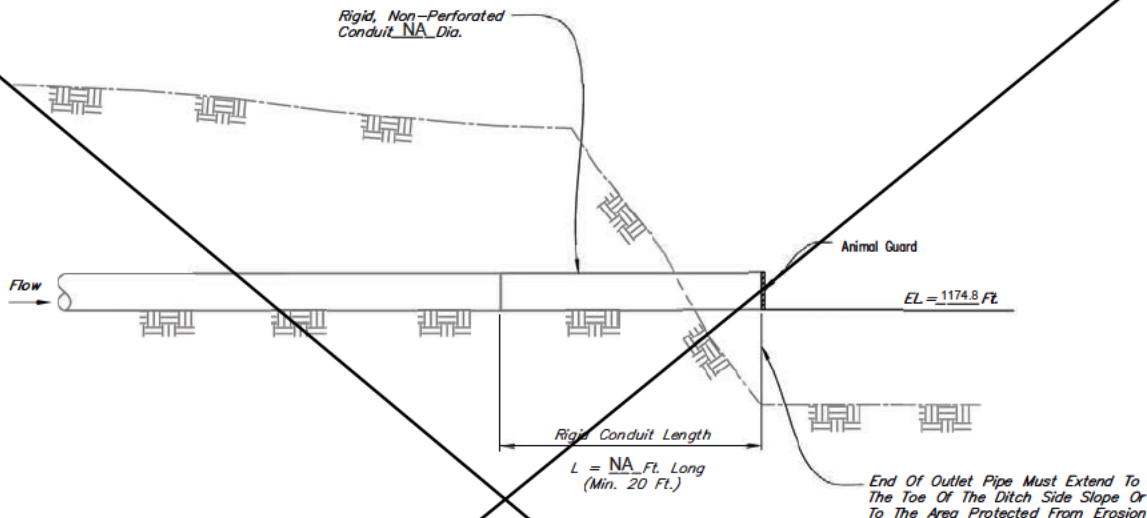 Rigid, Non-Perforated
Conduit NA Dia.
Flow
Animal Guard
EL = 1174.8 Ft.
Rigid Conduit Length
L = NA Ft. Long
(Min. 20 Ft.)
End Of Outlet Pipe Must Extend To
The Toe Of The Ditch Side Slope Or
To The Area Protected From Erosion